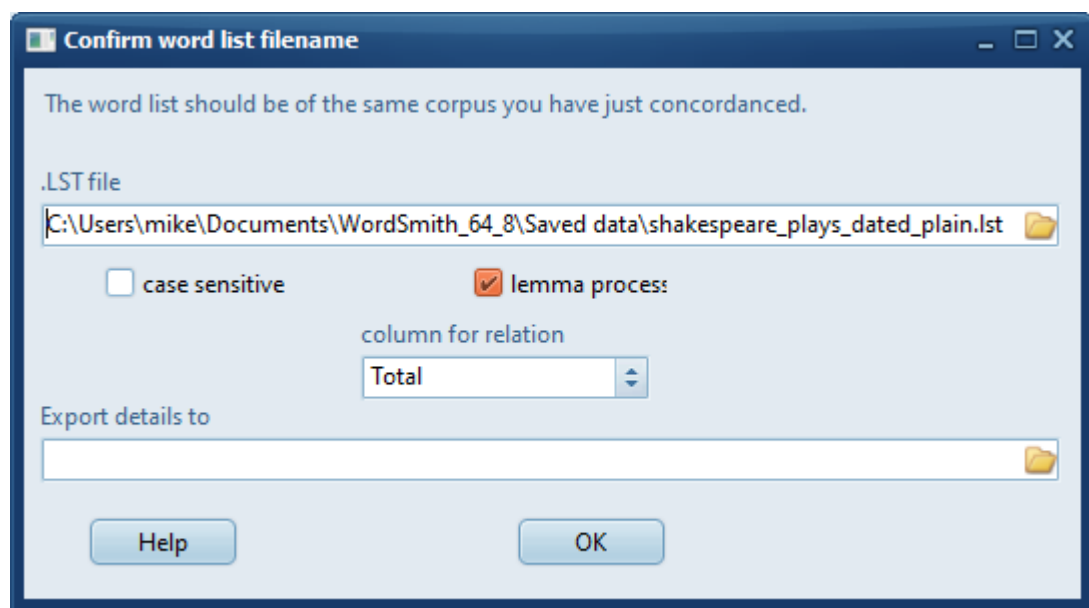 Confirm word list filename
The word list should be of the same corpus you have just concordanced.
.LST file
C:\Users\mike\Documents\WordSmith_64_8\Saved data\shakespeare_plays_dated_plain.lst
case sensitive lemma process
column for relation
Total
Export details to
Help OK